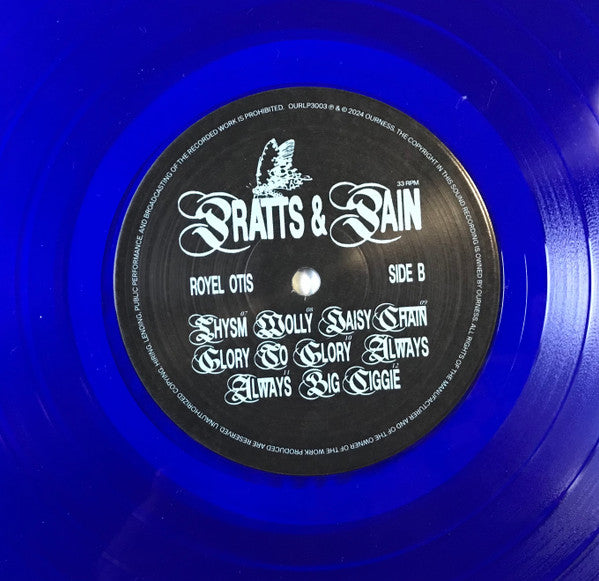 OURLP3003 ℗ & © 2024 OURNESS. THE COPYRIGHT IN THIS SOUND RECORDING IS OWNED BY OURNESS. ALL RIGHTS OF THE MANUFACTURER AND OF THE OWNER OF THE WORK PRODUCED ARE RESERVED. UNAUTHORIZED COPYING, HIRING, LENDING, PUBLIC PERFORMANCE, AND BROADCASTING OF THE RECORDED WORK IS PROHIBITED.
33 RPM
PRATTS & PAIN
ROYEL OTIS SIDE B
IHYSM 07 MOLLY 08 DAISY CHAIN 09
GLORY TO GLORY 10 ALWAYS
ALWAYS 11 BIG CIGGIE 12